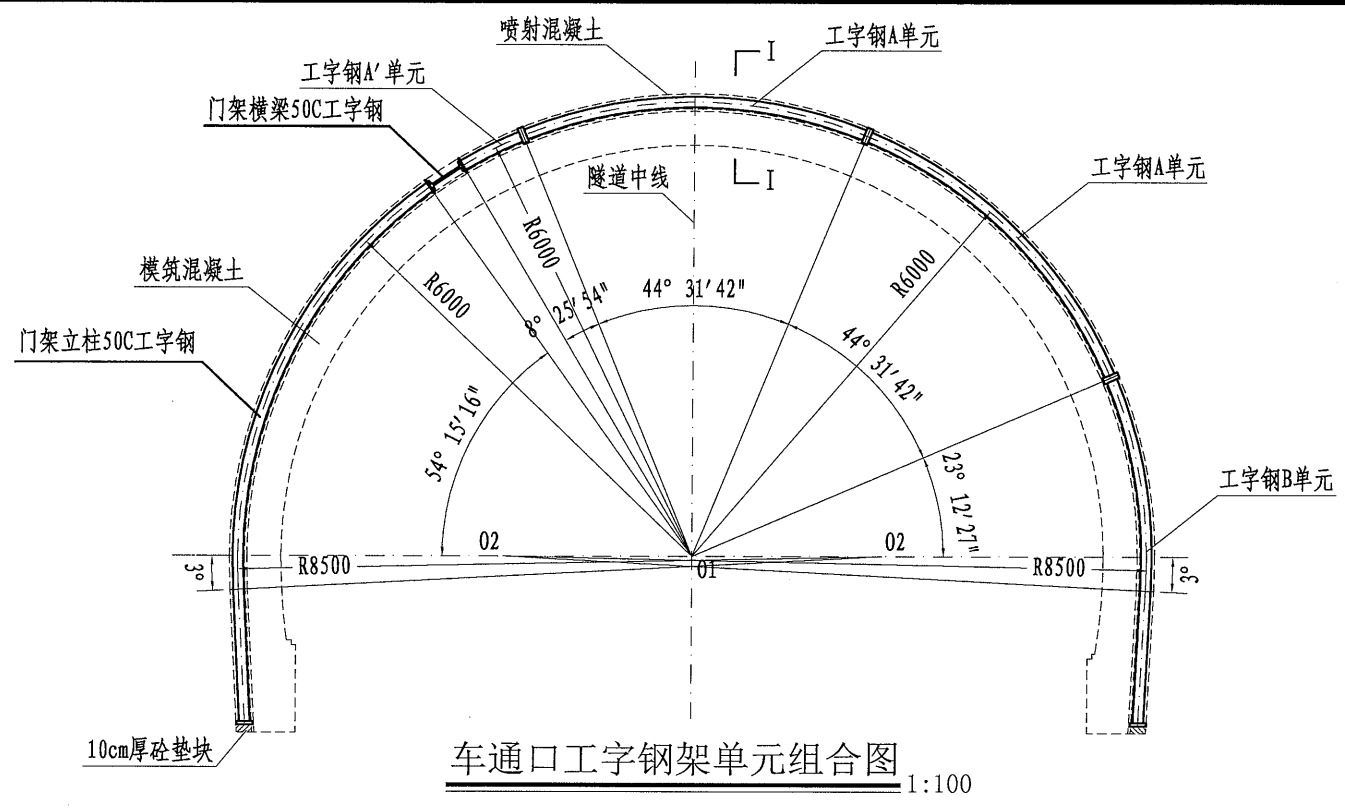 喷射混凝土
工字钢A单元
I
工字钢A′单元
门架横梁50C工字钢
隧道中线
I
工字钢A单元
模筑混凝土
R6000
R6000
R6000
44° 31′42″
8° 25′54″
44° 31′42″
门架立柱50C工字钢
54° 15′16″
23° 12′27″
工字钢B单元
O2
O2
R8500
O1
R8500
3°
3°
10cm厚砼垫块
车通口工字钢架单元组合图
1:100